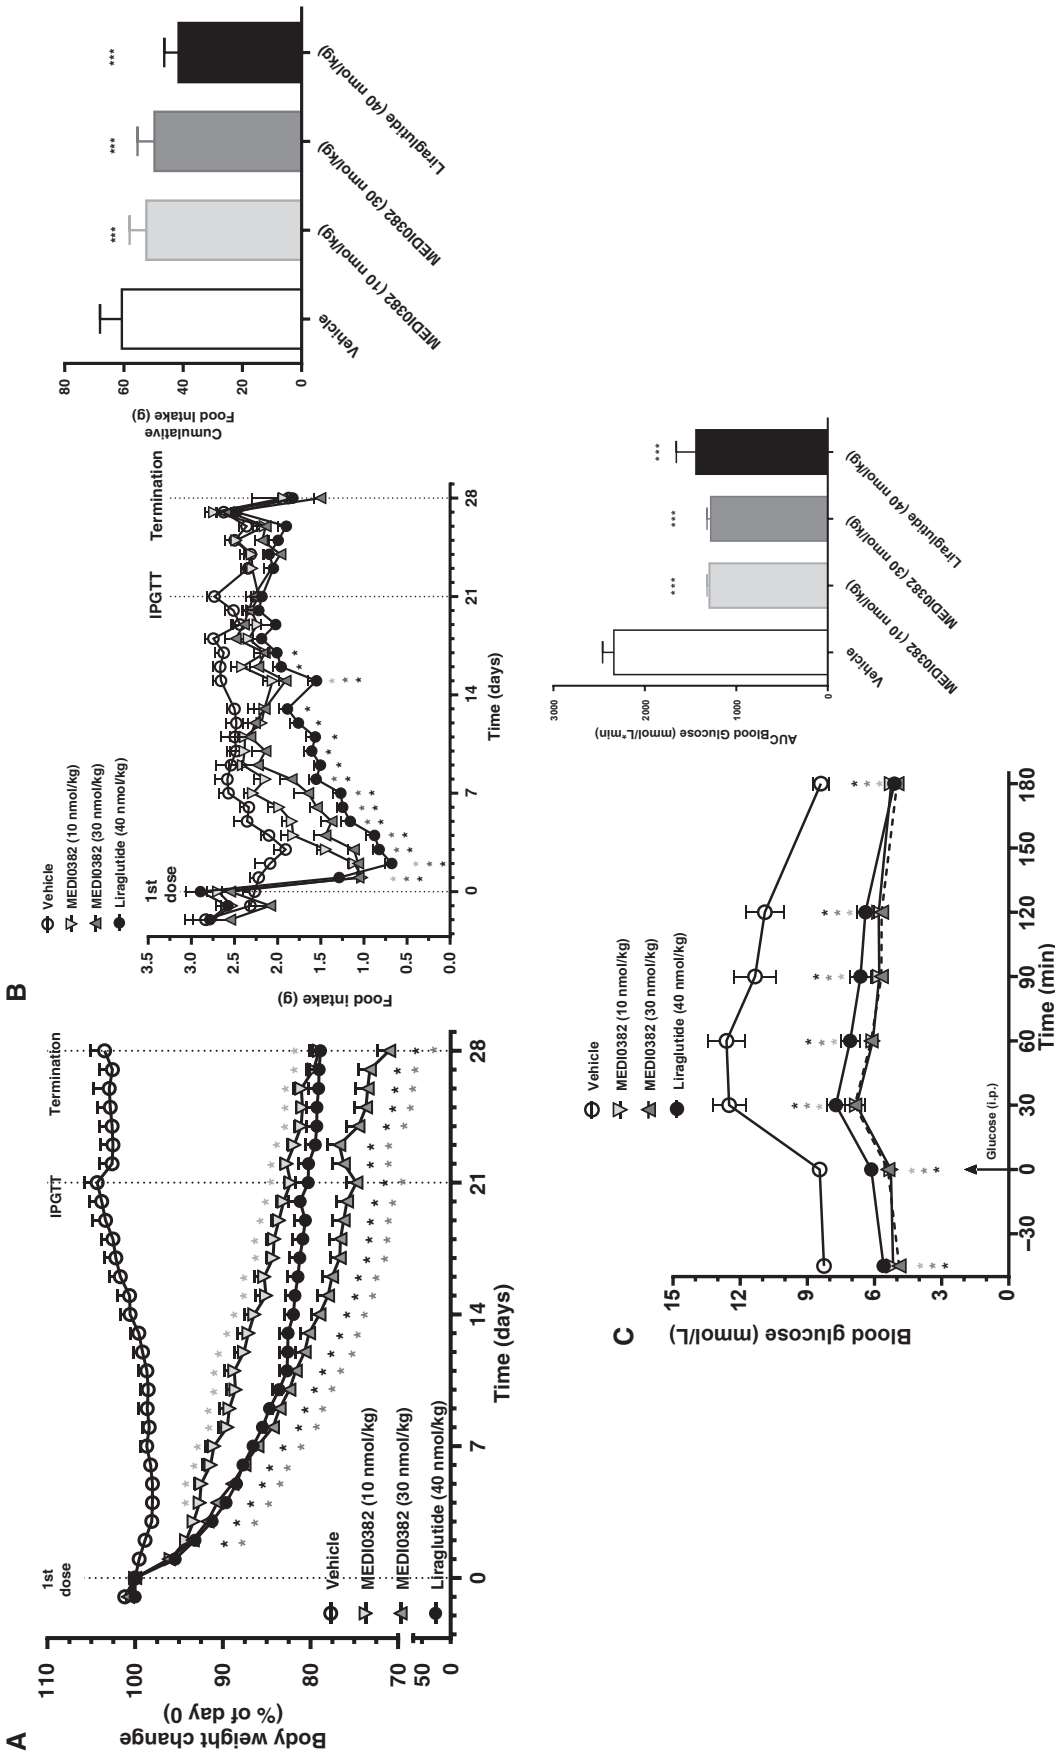 A
Body weight change
(% of day 0)
110
100
90
80
70
50
0
1st
dose
IPGTT
Termination
Vehicle
MEDI0382 (10 nmol/kg)
MEDI0382 (30 nmol/kg)
Liraglutide (40 nmol/kg)
0
7
14
21
28
Time (days)
B
Food intake (g)
3.5
3.0
2.5
2.0
1.5
1.0
0.5
0.0
Vehicle
MEDI0382 (10 nmol/kg)
MEDI0382 (30 nmol/kg)
Liraglutide (40 nmol/kg)
1st
dose
IPGTT
Termination
0
7
14
21
28
Time (days)
Cumulative
Food Intake (g)
80
60
40
20
0
***
***
***
Vehicle
MEDI0382 (10 nmol/kg)
MEDI0382 (30 nmol/kg)
Liraglutide (40 nmol/kg)
C
Blood glucose (mmol/L)
15
12
9
6
3
0
Vehicle
MEDI0382 (10 nmol/kg)
MEDI0382 (30 nmol/kg)
Liraglutide (40 nmol/kg)
Glucose (i.p.)
−30
0
30
60
90
120
150
180
Time (min)
AUCBlood Glucose (mmol/L*min)
3000
2000
1000
0
***
***
***
Vehicle
MEDI0382 (10 nmol/kg)
MEDI0382 (30 nmol/kg)
Liraglutide (40 nmol/kg)